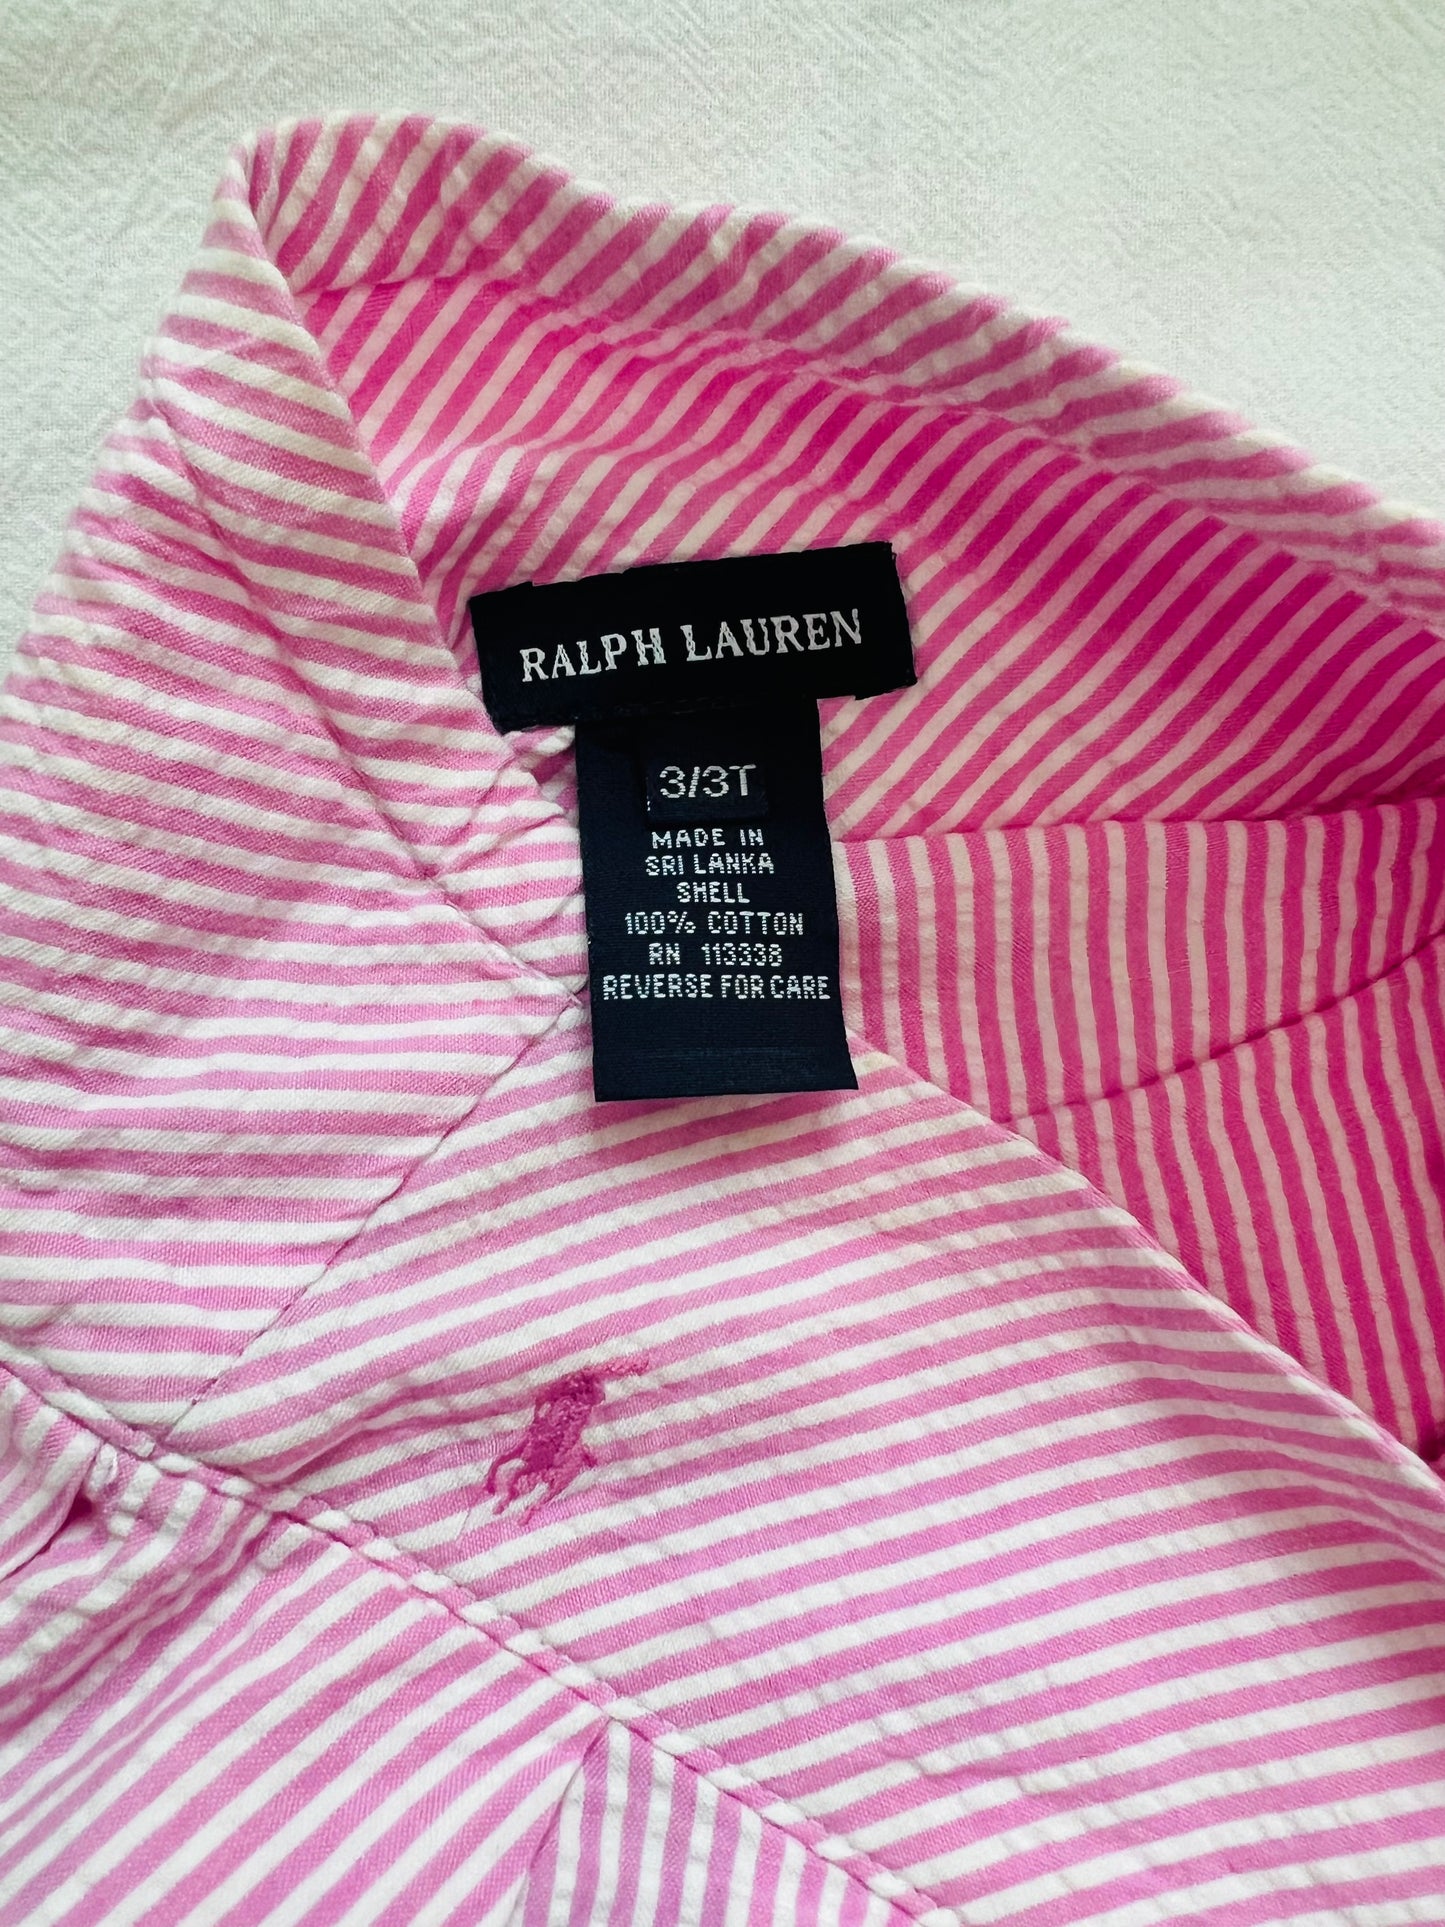 RALPH LAUREN
3/3T
MADE IN
SRI LANKA
SHELL
100% COTTON
RN 113338
REVERSE FOR CARE